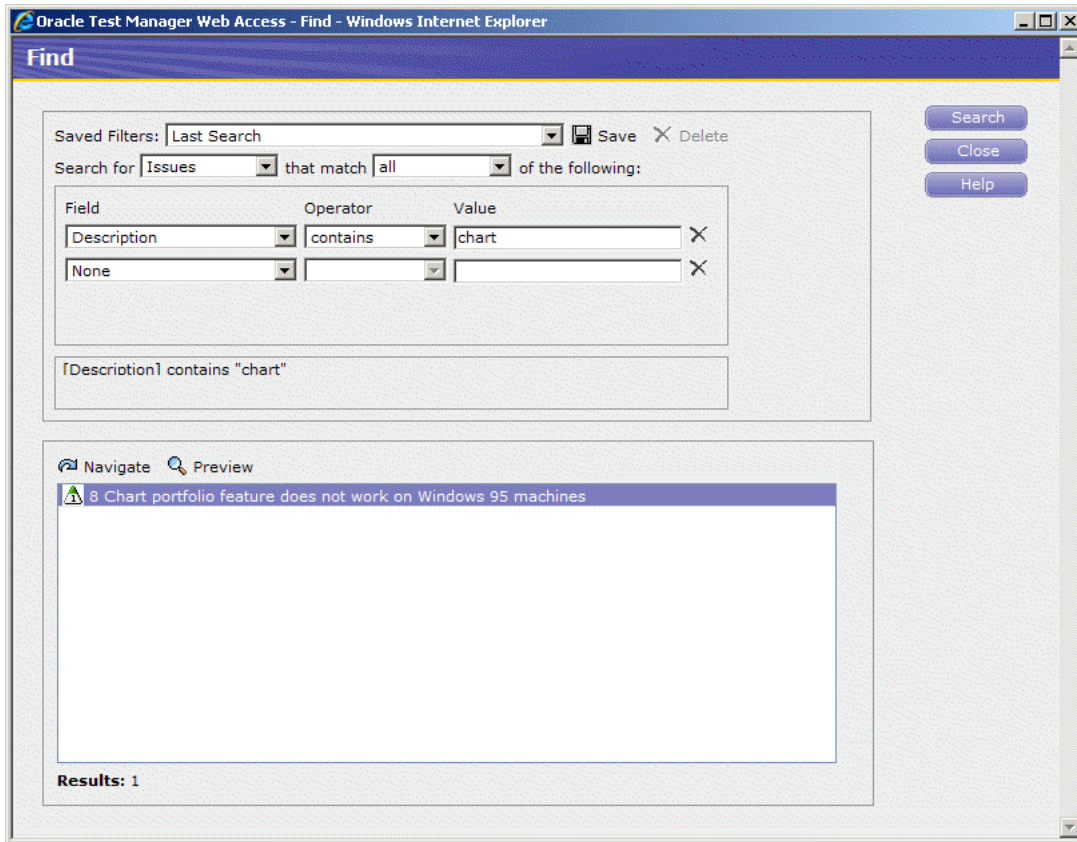 Oracle Test Manager Web Access - Find - Windows Internet Explorer
Find
Saved Filters: Last Search Save Delete
Search for Issues that match all of the following:
Field Operator Value
Description contains chart
None
[Description] contains "chart"
Search
Close
Help
Navigate Preview
1 8 Chart portfolio feature does not work on Windows 95 machines
Results: 1